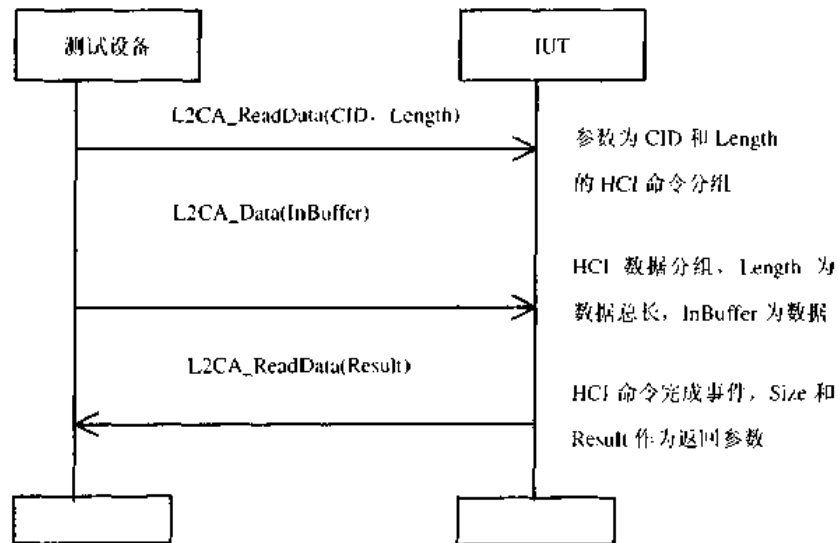 测试设备
IUT
L2CA_ReadData(CID，Length)
参数为 CID 和 Length
的 HCI 命令分组
L2CA_Data(InBuffer)
HCI 数据分组、Length 为
数据总长，InBuffer 为数据
L2CA_ReadData(Result)
HCI 命令完成事件，Size 和
Result 作为返回参数